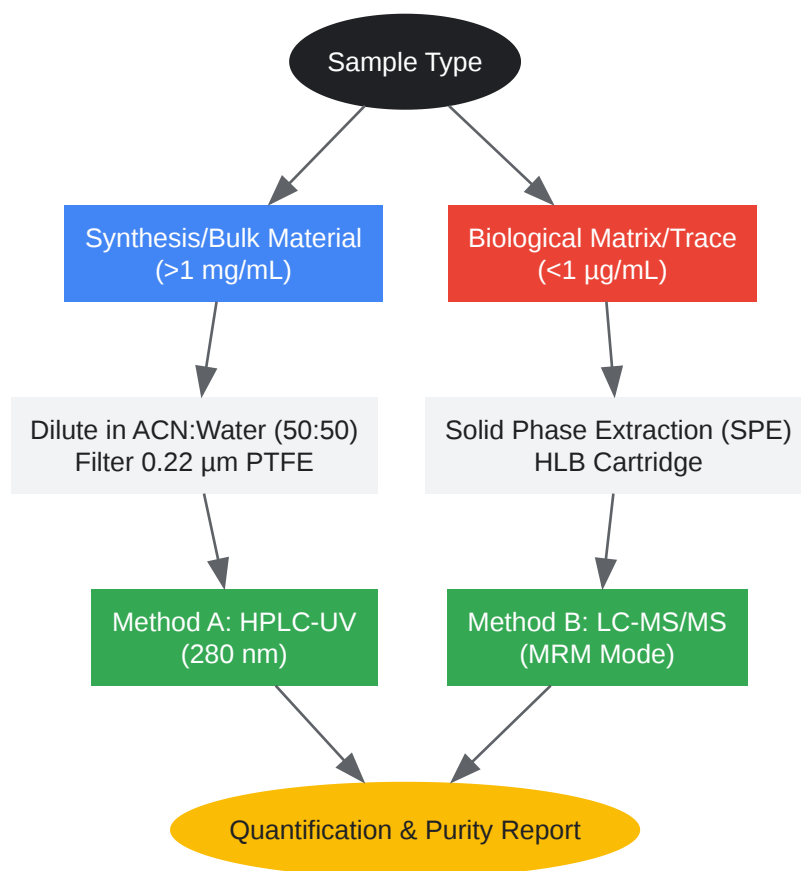 Sample Type
Synthesis/Bulk Material
(>1 mg/mL)
Biological Matrix/Trace
(<1 µg/mL)
Dilute in ACN:Water (50:50)
Filter 0.22 µm PTFE
Solid Phase Extraction (SPE)
HLB Cartridge
Method A: HPLC-UV
(280 nm)
Method B: LC-MS/MS
(MRM Mode)
Quantification & Purity Report